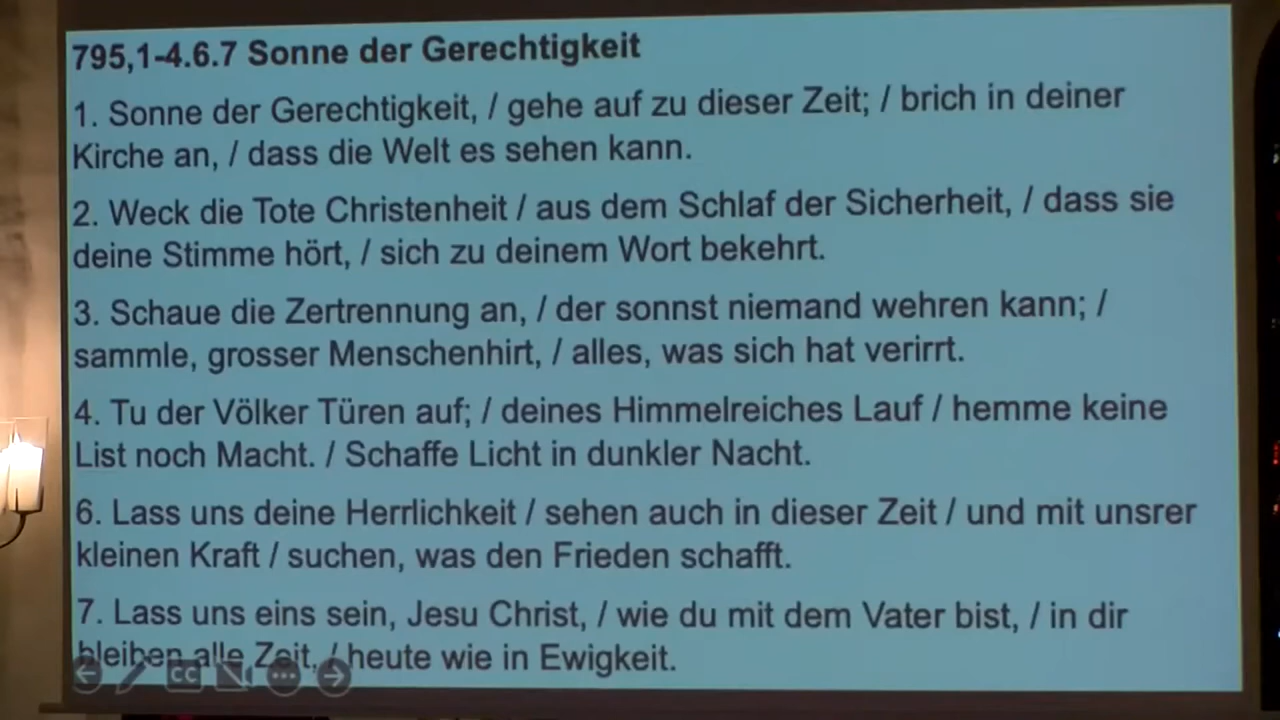 795,1-4.6.7 Sonne der Gerechtigkeit
1. Sonne der Gerechtigkeit, / gehe auf zu dieser Zeit; / brich in deiner
Kirche an, / dass die Welt es sehen kann.
2. Weck die Tote Christenheit / aus dem Schlaf der Sicherheit, / dass sie
deine Stimme hört, / sich zu deinem Wort bekehrt.
3. Schaue die Zertrennung an, / der sonnst niemand wehren kann; /
sammle, grosser Menschenhirt, / alles, was sich hat verirrt.
4. Tu der Völker Türen auf; / deines Himmelreiches Lauf / hemme keine
List noch Macht. / Schaffe Licht in dunkler Nacht.
6. Lass uns deine Herrlichkeit / sehen auch in dieser Zeit / und mit unsrer
kleinen Kraft / suchen, was den Frieden schafft.
7. Lass uns eins sein, Jesu Christ, / wie du mit dem Vater bist, / in dir
bleiben alle Zeit, / heute wie in Ewigkeit.
CC